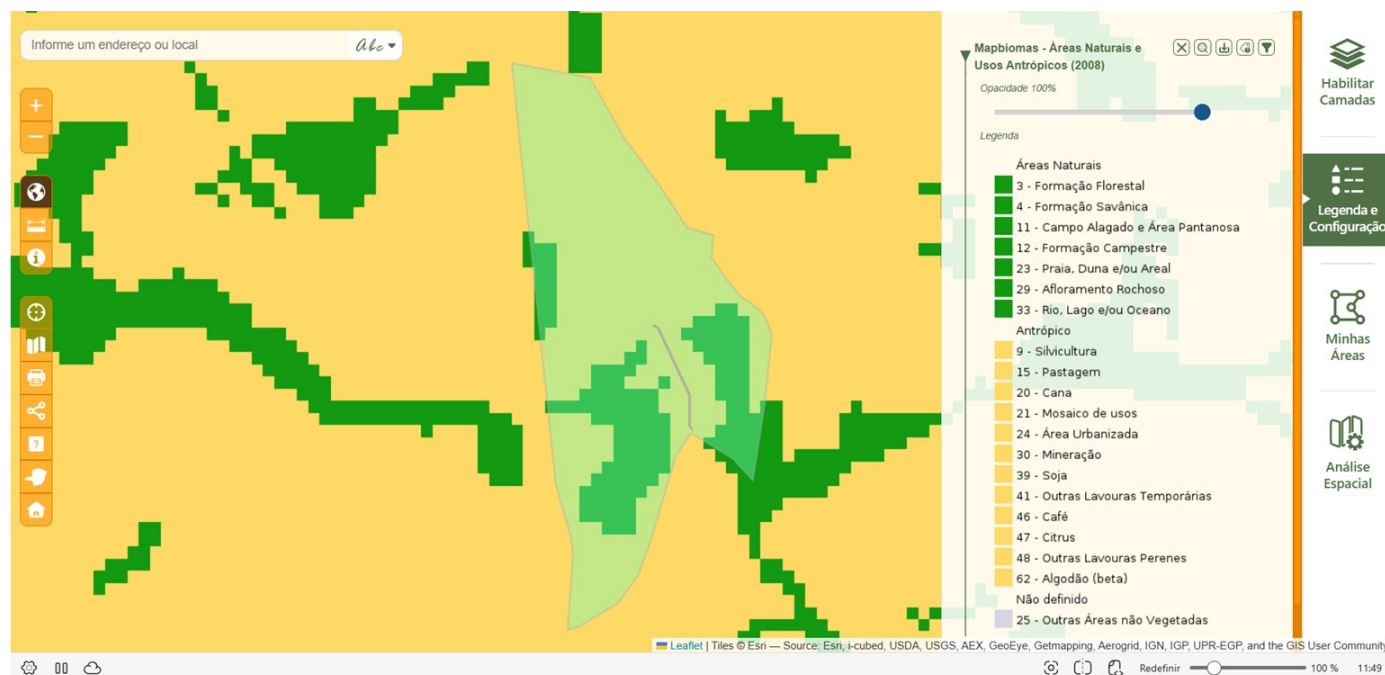 Informe um endereço ou local
Abc
+
−
Mapbiomas - Áreas Naturais e
Usos Antrópicos (2008)
Opacidade 100%
Legenda
Áreas Naturais
3 - Formação Florestal
4 - Formação Savânica
11 - Campo Alagado e Área Pantanosa
12 - Formação Campestre
23 - Praia, Duna e/ou Areal
29 - Afloramento Rochoso
33 - Rio, Lago e/ou Oceano
Antrópico
9 - Silvicultura
15 - Pastagem
20 - Cana
21 - Mosaico de usos
24 - Área Urbanizada
30 - Mineração
39 - Soja
41 - Outras Lavouras Temporárias
46 - Café
47 - Citrus
48 - Outras Lavouras Perenes
62 - Algodão (beta)
Não definido
25 - Outras Áreas não Vegetadas
Habilitar
Camadas
Legenda e
Configuração
Minhas
Áreas
Análise
Espacial
Leaflet | Tiles © Esri — Source: Esri, i-cubed, USDA, USGS, AEX, GeoEye, Getmapping, Aerogrid, IGN, IGP, UPR-EGP, and the GIS User Community
Redefinir
100 %
11:49